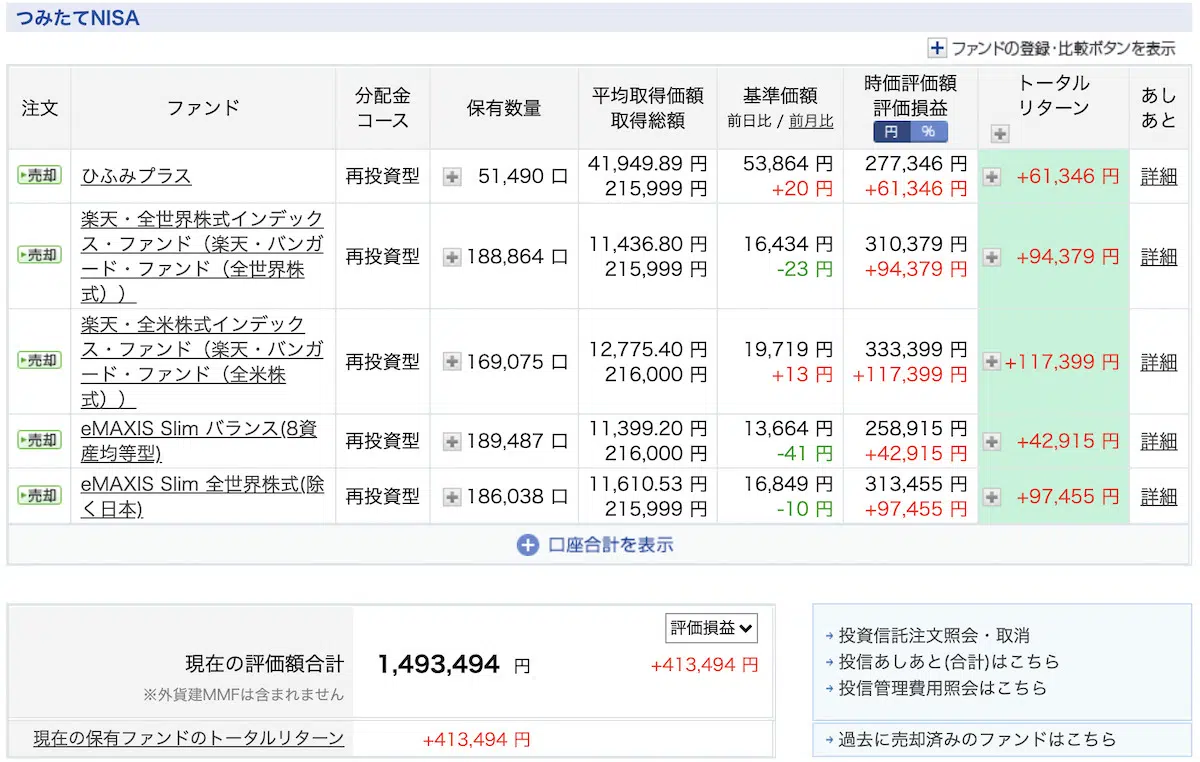 つみたてNISA
ファンドの登録・比較ボタンを表示
注文
ファンド
分配金
コース
保有数量
平均取得価額
取得総額
基準価額
前日比 / 前月比
時価評価額
評価損益
円 %
トータル
リターン
あし
あと
売却
ひふみプラス
再投資型
51,490 口
41,949.89 円
215,999 円
53,864 円
+20 円
277,346 円
+61,346 円
+61,346 円
詳細
売却
楽天・全世界株式インデック
ス・ファンド（楽天・バンガ
ード・ファンド（全世界株
式））
再投資型
188,864 口
11,436.80 円
215,999 円
16,434 円
-23 円
310,379 円
+94,379 円
+94,379 円
詳細
売却
楽天・全米株式インデック
ス・ファンド（楽天・バンガ
ード・ファンド（全米株
式））
再投資型
169,075 口
12,775.40 円
216,000 円
19,719 円
+13 円
333,399 円
+117,399 円
+117,399 円
詳細
売却
eMAXIS Slim バランス(8資
産均等型)
再投資型
189,487 口
11,399.20 円
216,000 円
13,664 円
-41 円
258,915 円
+42,915 円
+42,915 円
詳細
売却
eMAXIS Slim 全世界株式(除
く日本)
再投資型
186,038 口
11,610.53 円
215,999 円
16,849 円
-10 円
313,455 円
+97,455 円
+97,455 円
詳細
口座合計を表示
現在の評価額合計
※外貨建MMFは含まれません
1,493,494 円
評価損益
+413,494 円
現在の保有ファンドのトータルリターン
+413,494 円
投資信託注文照会・取消
投信あしあと(合計)はこちら
投信管理費用照会はこちら
過去に売却済みのファンドはこちら